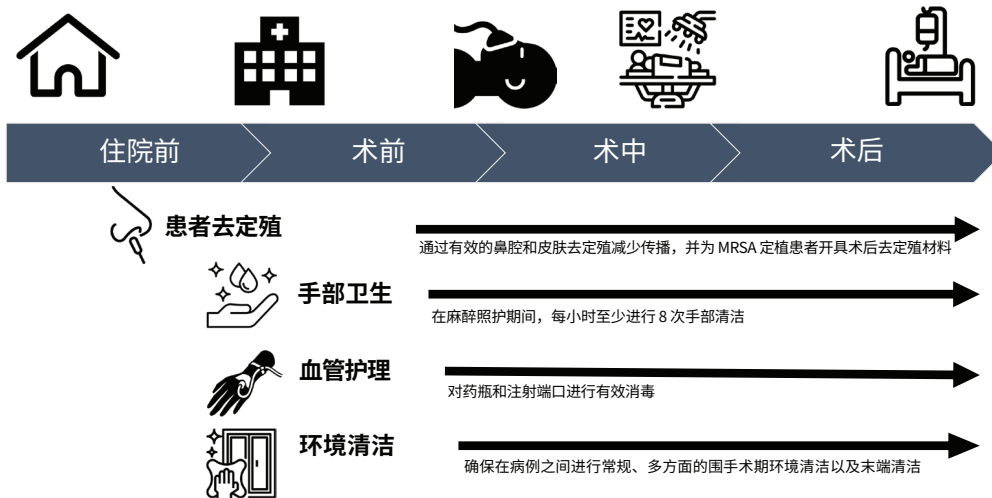 住院前
术前
术中
术后
患者去定殖
通过有效的鼻腔和皮肤去定殖减少传播，并为 MRSA 定植患者开具术后去定殖材料
手部卫生
在麻醉照护期间，每小时至少进行 8 次手部清洁
血管护理
对药瓶和注射端口进行有效消毒
环境清洁
确保在病例之间进行常规、多方面的围手术期环境清洁以及末端清洁